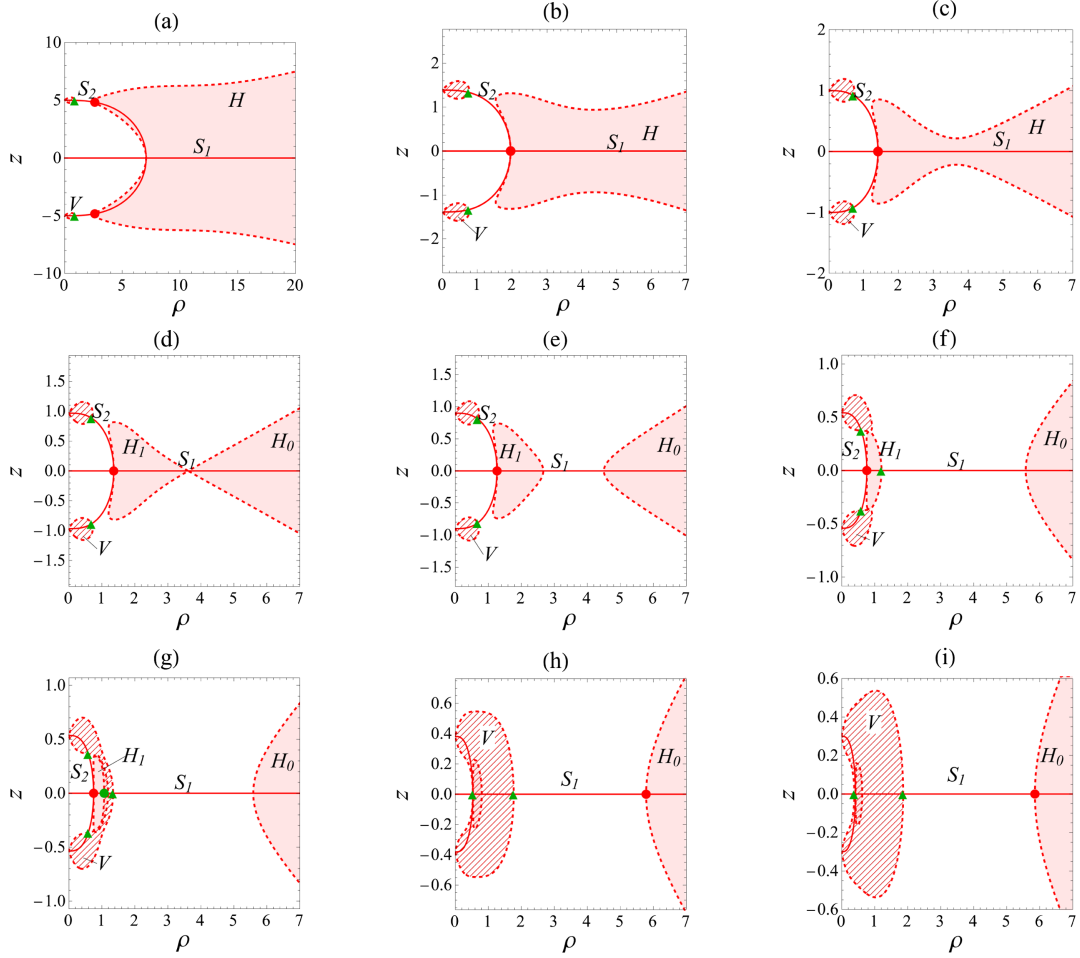 (a)
10
5
0
−5
−10
z
S2
H
S1
V
0 5 10 15 20
ρ
(b)
2
1
0
−1
−2
z
S2
H
S1
V
0 1 2 3 4 5 6 7
ρ
(c)
2
1
0
−1
−2
z
S2
H
S1
V
0 1 2 3 4 5 6 7
ρ
(d)
1.5
1.0
0.5
0.0
−0.5
−1.0
−1.5
z
S2
H1
H0
S1
V
0 1 2 3 4 5 6 7
ρ
(e)
1.5
1.0
0.5
0.0
−0.5
−1.0
−1.5
z
S2
H1
H0
S1
V
0 1 2 3 4 5 6 7
ρ
(f)
1.0
0.5
0.0
−0.5
−1.0
z
S2
H1
H0
S1
V
0 1 2 3 4 5 6 7
ρ
(g)
1.0
0.5
0.0
−0.5
−1.0
z
H1
H0
S2
S1
V
0 1 2 3 4 5 6 7
ρ
(h)
0.6
0.4
0.2
0.0
−0.2
−0.4
−0.6
z
V
H0
S1
0 1 2 3 4 5 6 7
ρ
(i)
0.6
0.4
0.2
0.0
−0.2
−0.4
−0.6
z
V
H0
S1
0 1 2 3 4 5 6 7
ρ